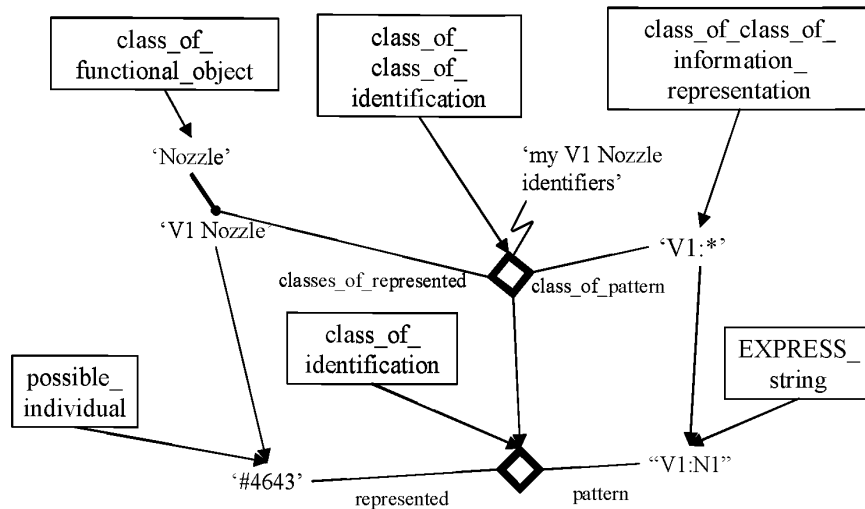 class_of_
functional_object
class_of_
class_of_
identification
class_of_class_of_
information_
representation
‘Nozzle’
‘my V1 Nozzle
identifiers’
‘V1 Nozzle’
‘V1:*’
classes_of_represented
class_of_pattern
class_of_
identification
EXPRESS_
string
possible_
individual
‘#4643’
“V1:N1”
represented
pattern